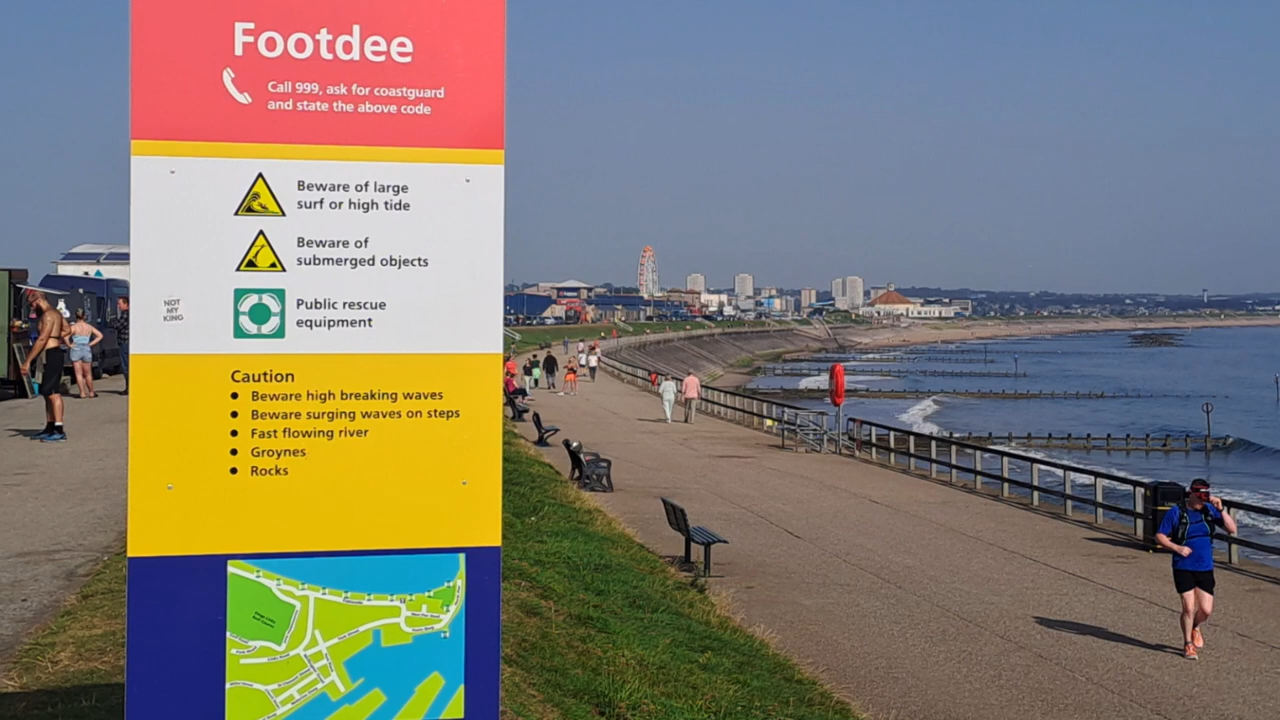 Footdee
Call 999, ask for coastguard
and state the above code
Beware of large
surf or high tide
Beware of
submerged objects
NOT
MY
KING
Public rescue
equipment
Caution
Beware high breaking waves
Beware surging waves on steps
Fast flowing river
Groynes
Rocks